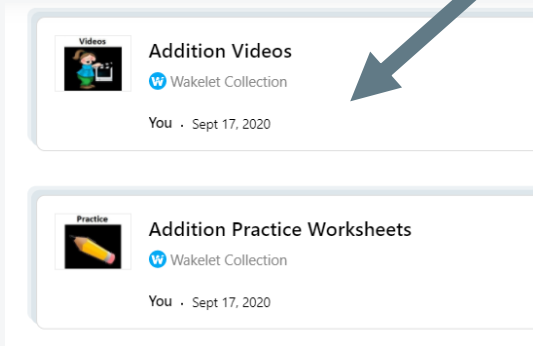 Videos
Addition Videos
Wakelet Collection
You . Sept 17, 2020
Practice
Addition Practice Worksheets
Wakelet Collection
You . Sept 17, 2020